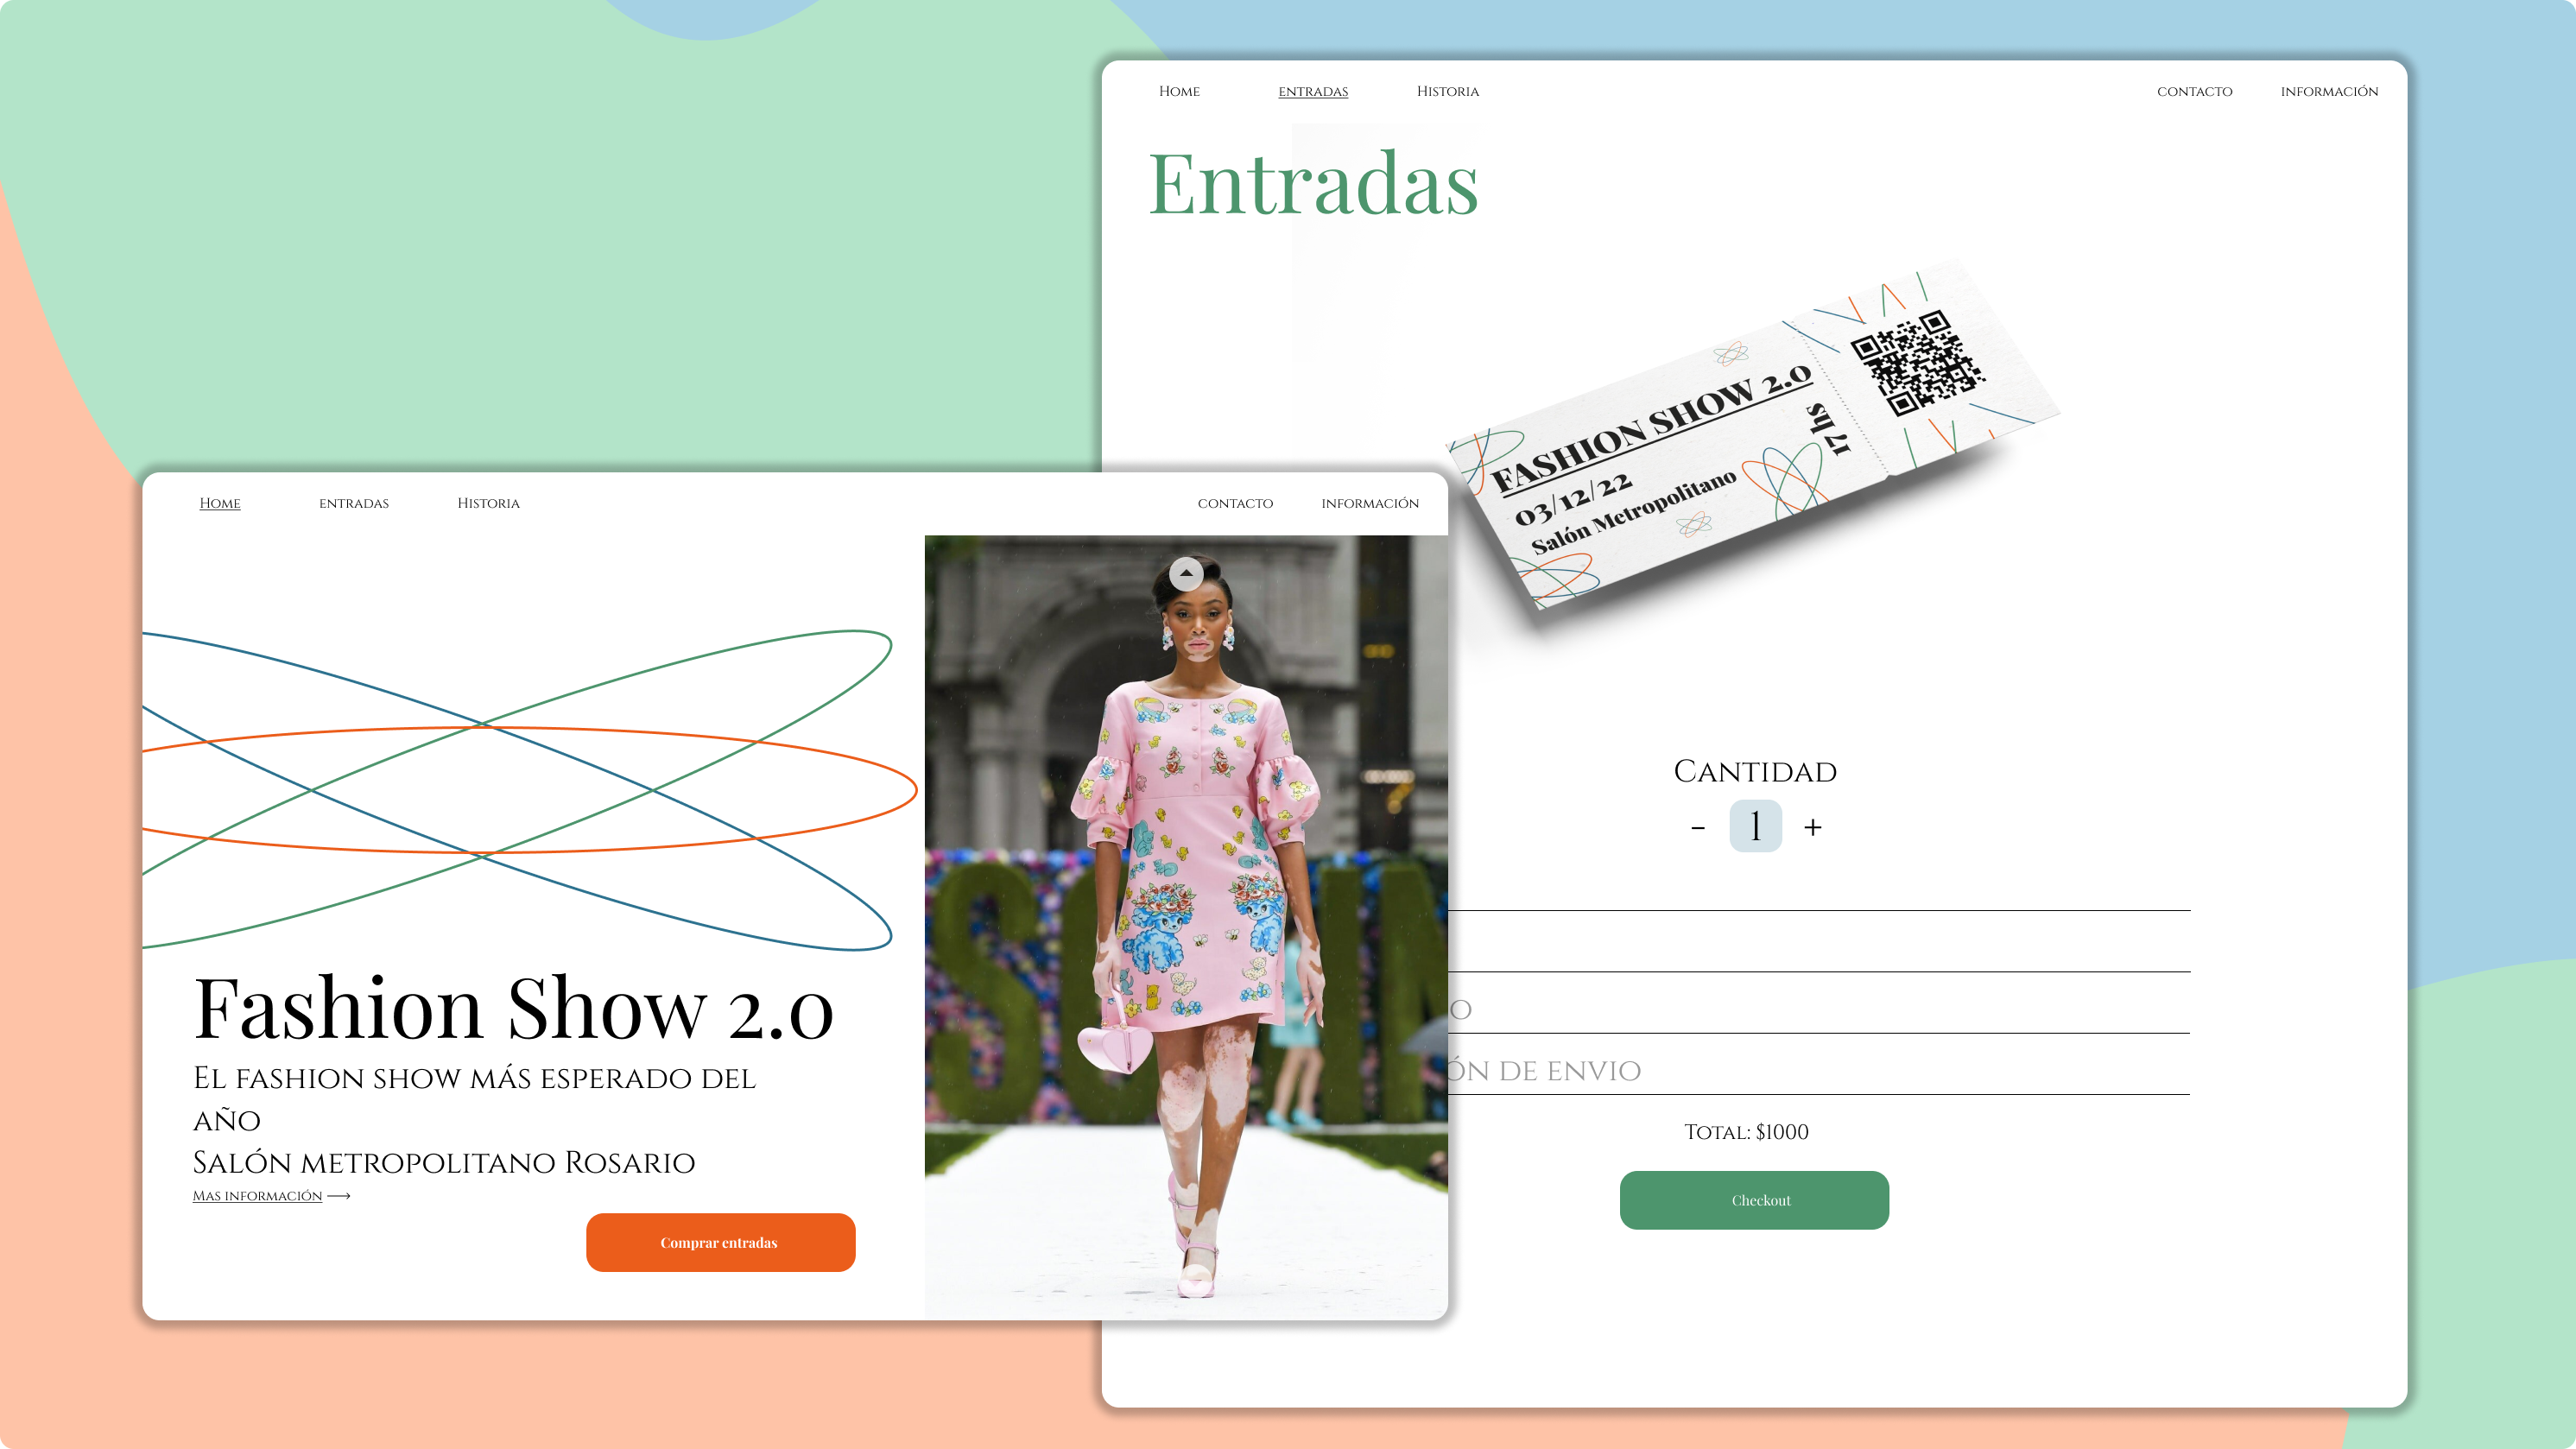 Home ENTRADAS Historia CONTACTO INFORMACIÓN
Entradas
FASHION SHOW 2.0
03/12/22
Salón Metropolitano
17 hs
Cantidad
- 1 +
ÓN DE ENVIO
Total: $1000
Checkout
Home ENTRADAS Historia CONTACTO INFORMACIÓN
Fashion Show 2.0
El fashion show más esperado del
año
Salón metropolitano Rosario
Mas información
Comprar entradas